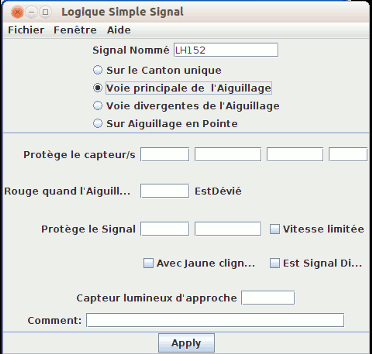 Logique Simple Signal
Fichier Fenêtre Aide
Signal Nommé LH152
Sur le Canton unique
Voie principale de l'Aiguillage
Voie divergentes de l'Aiguillage
Sur Aiguillage en Pointe
Protège le capteur/s
Rouge quand l'Aiguill... EstDévié
Protège le Signal Vitesse limitée
Avec Jaune clign... Est Signal Di...
Capteur lumineux d'approche
Comment:
Apply